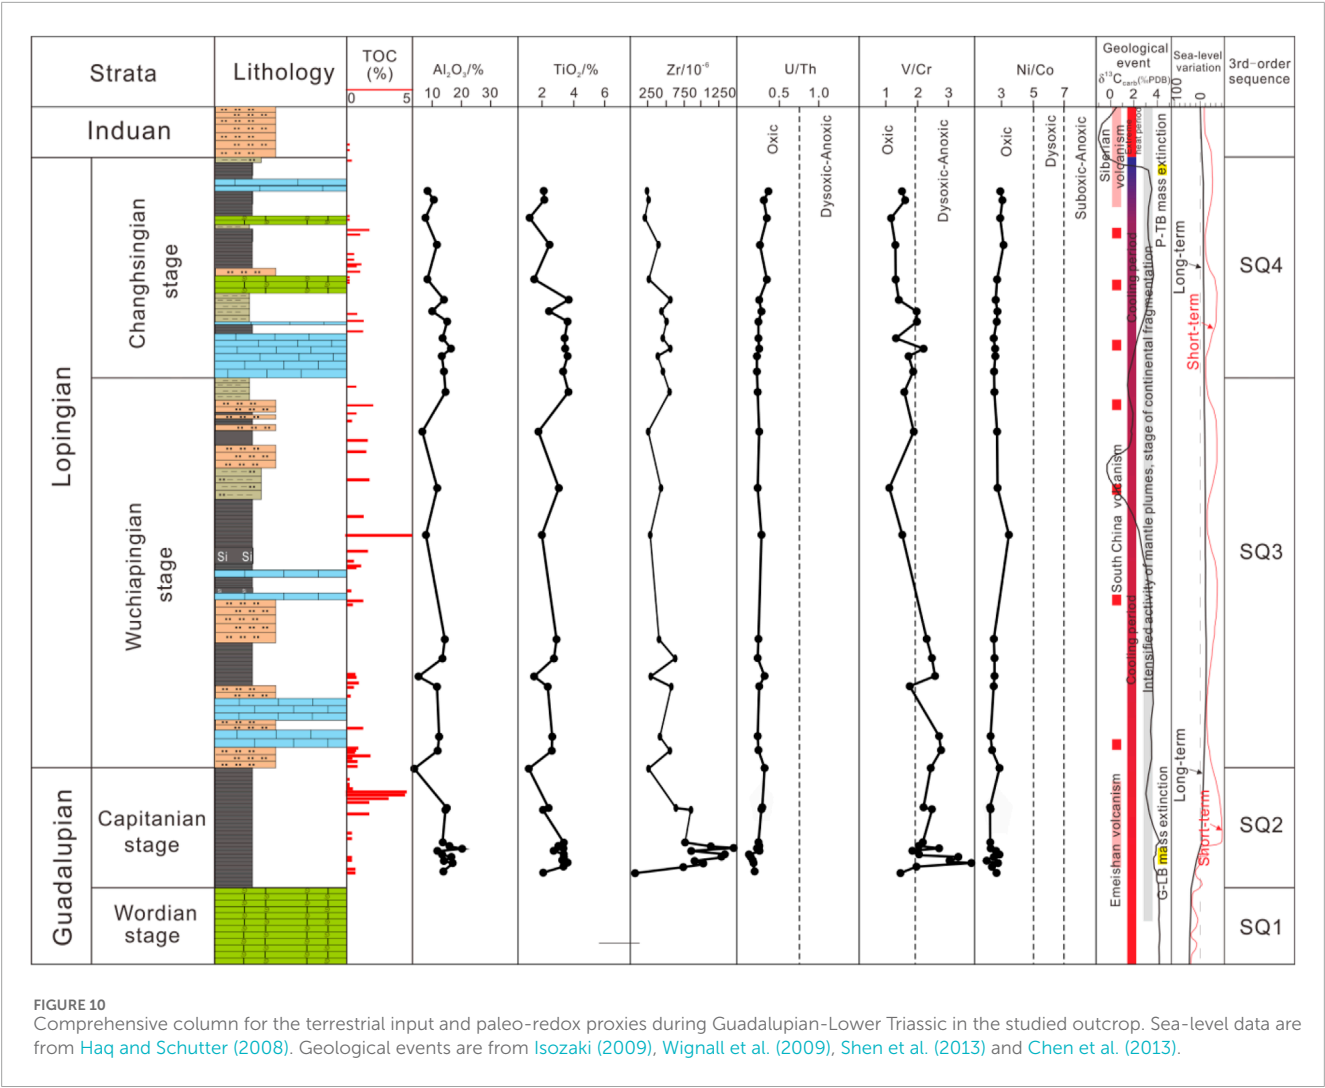 Strata
Lithology
TOC
(%)
0 5
Al₂O₃/%
10 20 30
TiO₂/%
2 4 6
Zr/10⁻⁶
250 750 1250
U/Th
0.5 1.0
V/Cr
1 2 3
Ni/Co
3 5 7
Geological
event
δ¹³Ccarb(‰PDB)
0 2 4
Sea-level
variation
100 0
3rd-order
sequence
Induan
Lopingian
Guadalupian
Changhsingian
stage
Wuchiapingian
stage
Capitanian
stage
Wordian
stage
Si Si
Oxic
Dysoxic-Anoxic
Oxic
Dysoxic-Anoxic
Oxic
Dysoxic
Suboxic-Anoxic
Siberian
volcanism
heat period
South China volcanism
Emeishan volcanism
Cooling period
Cooling period
Intensified activity of mantle plumes, stage of continental fragmentation
P-TB mass extinction
G-LB mass extinction
Long-term
Short-term
Long-term
Short-term
SQ4
SQ3
SQ2
SQ1
FIGURE 10
Comprehensive column for the terrestrial input and paleo-redox proxies during Guadalupian-Lower Triassic in the studied outcrop. Sea-level data are
from Haq and Schutter (2008). Geological events are from Isozaki (2009), Wignall et al. (2009), Shen et al. (2013) and Chen et al. (2013).